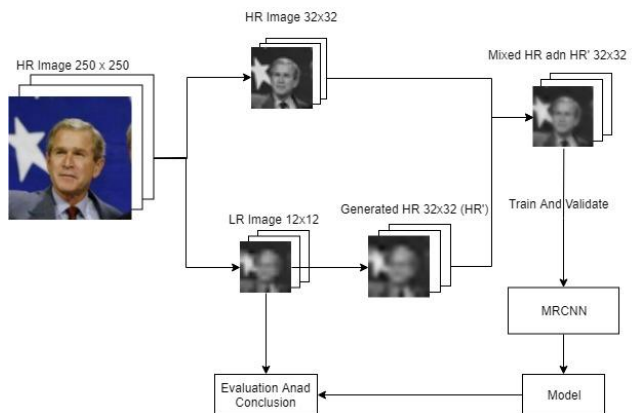 HR Image 32x32
Mixed HR adn HR' 32x32
HR Image 250 x 250
LR Image 12x12
Generated HR 32x32 (HR')
Train And Validate
MRCNN
Evaluation Anad
Conclusion
Model